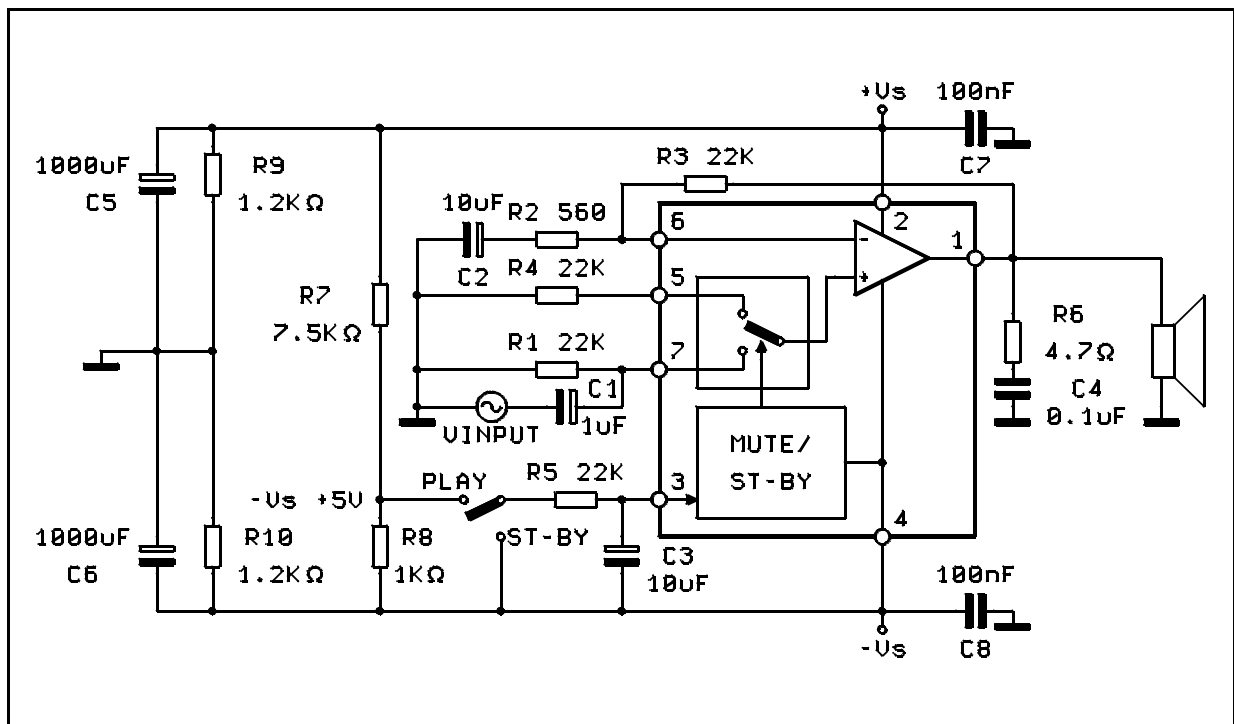 +Vs
100nF
C7
1000uF
C5
R9
1.2KΩ
R3 22K
10uF
C2
R2 560
6
2
1
R4 22K
5
R7
7.5KΩ
R1 22K
7
C1
1uF
VINPUT
R6
4.7Ω
C4
0.1uF
MUTE/
ST-BY
PLAY
R5 22K
3
-Vs +5V
ST-BY
4
1000uF
C6
R10
1.2KΩ
R8
1KΩ
C3
10uF
100nF
C8
-Vs
-
+